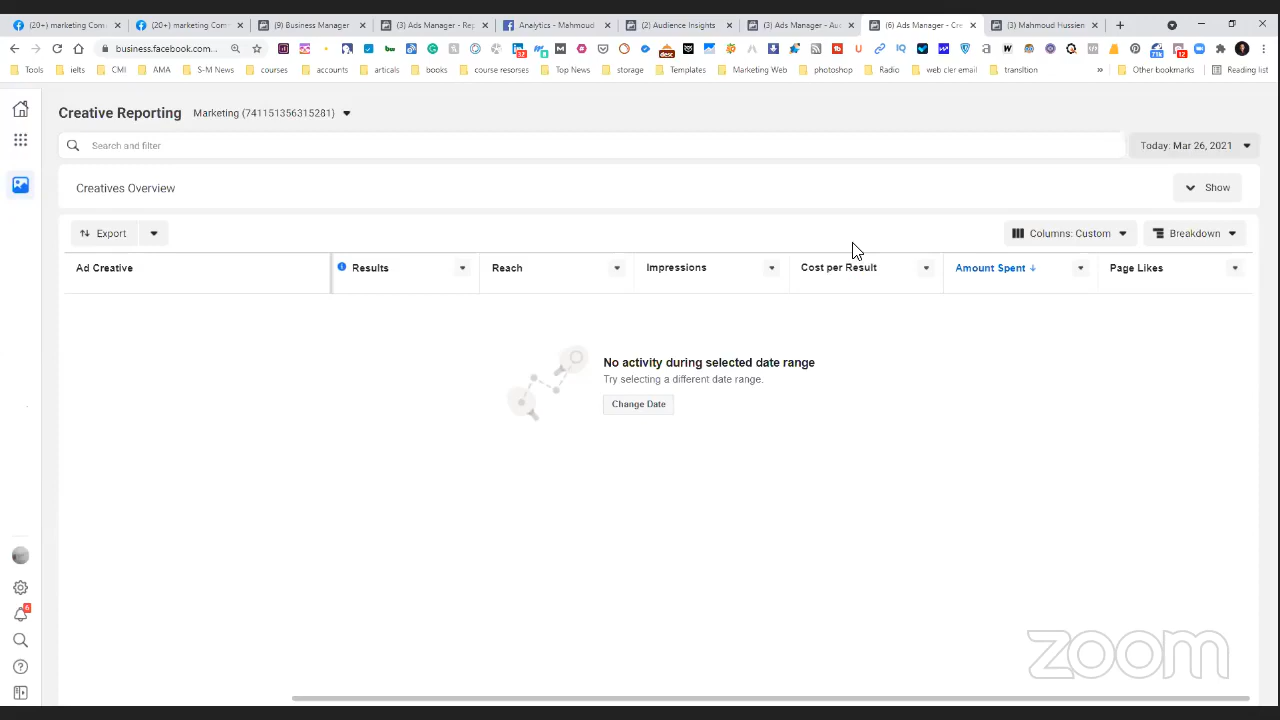 (20+) marketing Com
(20+) marketing Com
(9) Business Manager
(3) Ads Manager - Rep
Analytics - Mahmoud
(2) Audience Insights
(3) Ads Manager - Au
(6) Ads Manager - Cre
(3) Mahmoud Hussien
business.facebook.com...
Tools
ielts
CMI
AMA
S-M News
courses
accounts
articals
books
course resorses
Top News
storage
Templates
Marketing Web
photoshop
Radio
web cler email
transltion
»
Other bookmarks
Reading list
Creative Reporting
Marketing (741151356315281)
Search and filter
Today: Mar 26, 2021
Creatives Overview
Show
Export
Columns: Custom
Breakdown
Ad Creative
Results
Reach
Impressions
Cost per Result
Amount Spent ↓
Page Likes
No activity during selected date range
Try selecting a different date range.
Change Date
6
zoom